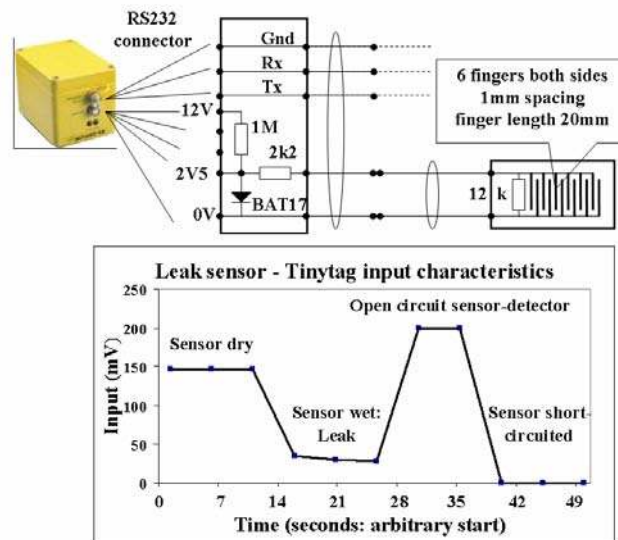 RS232
connector
Gnd
Rx
Tx
12V
1M
2k2
2V5
BAT17
0V
6 fingers both sides
1mm spacing
finger length 20mm
12 k
Leak sensor - Tinytag input characteristics
Input (mV)
250
200
150
100
50
0
Sensor dry
Open circuit sensor-detector
Sensor wet:
Leak
Sensor short-
circuited
0 7 14 21 28 35 42 49
Time (seconds: arbitrary start)